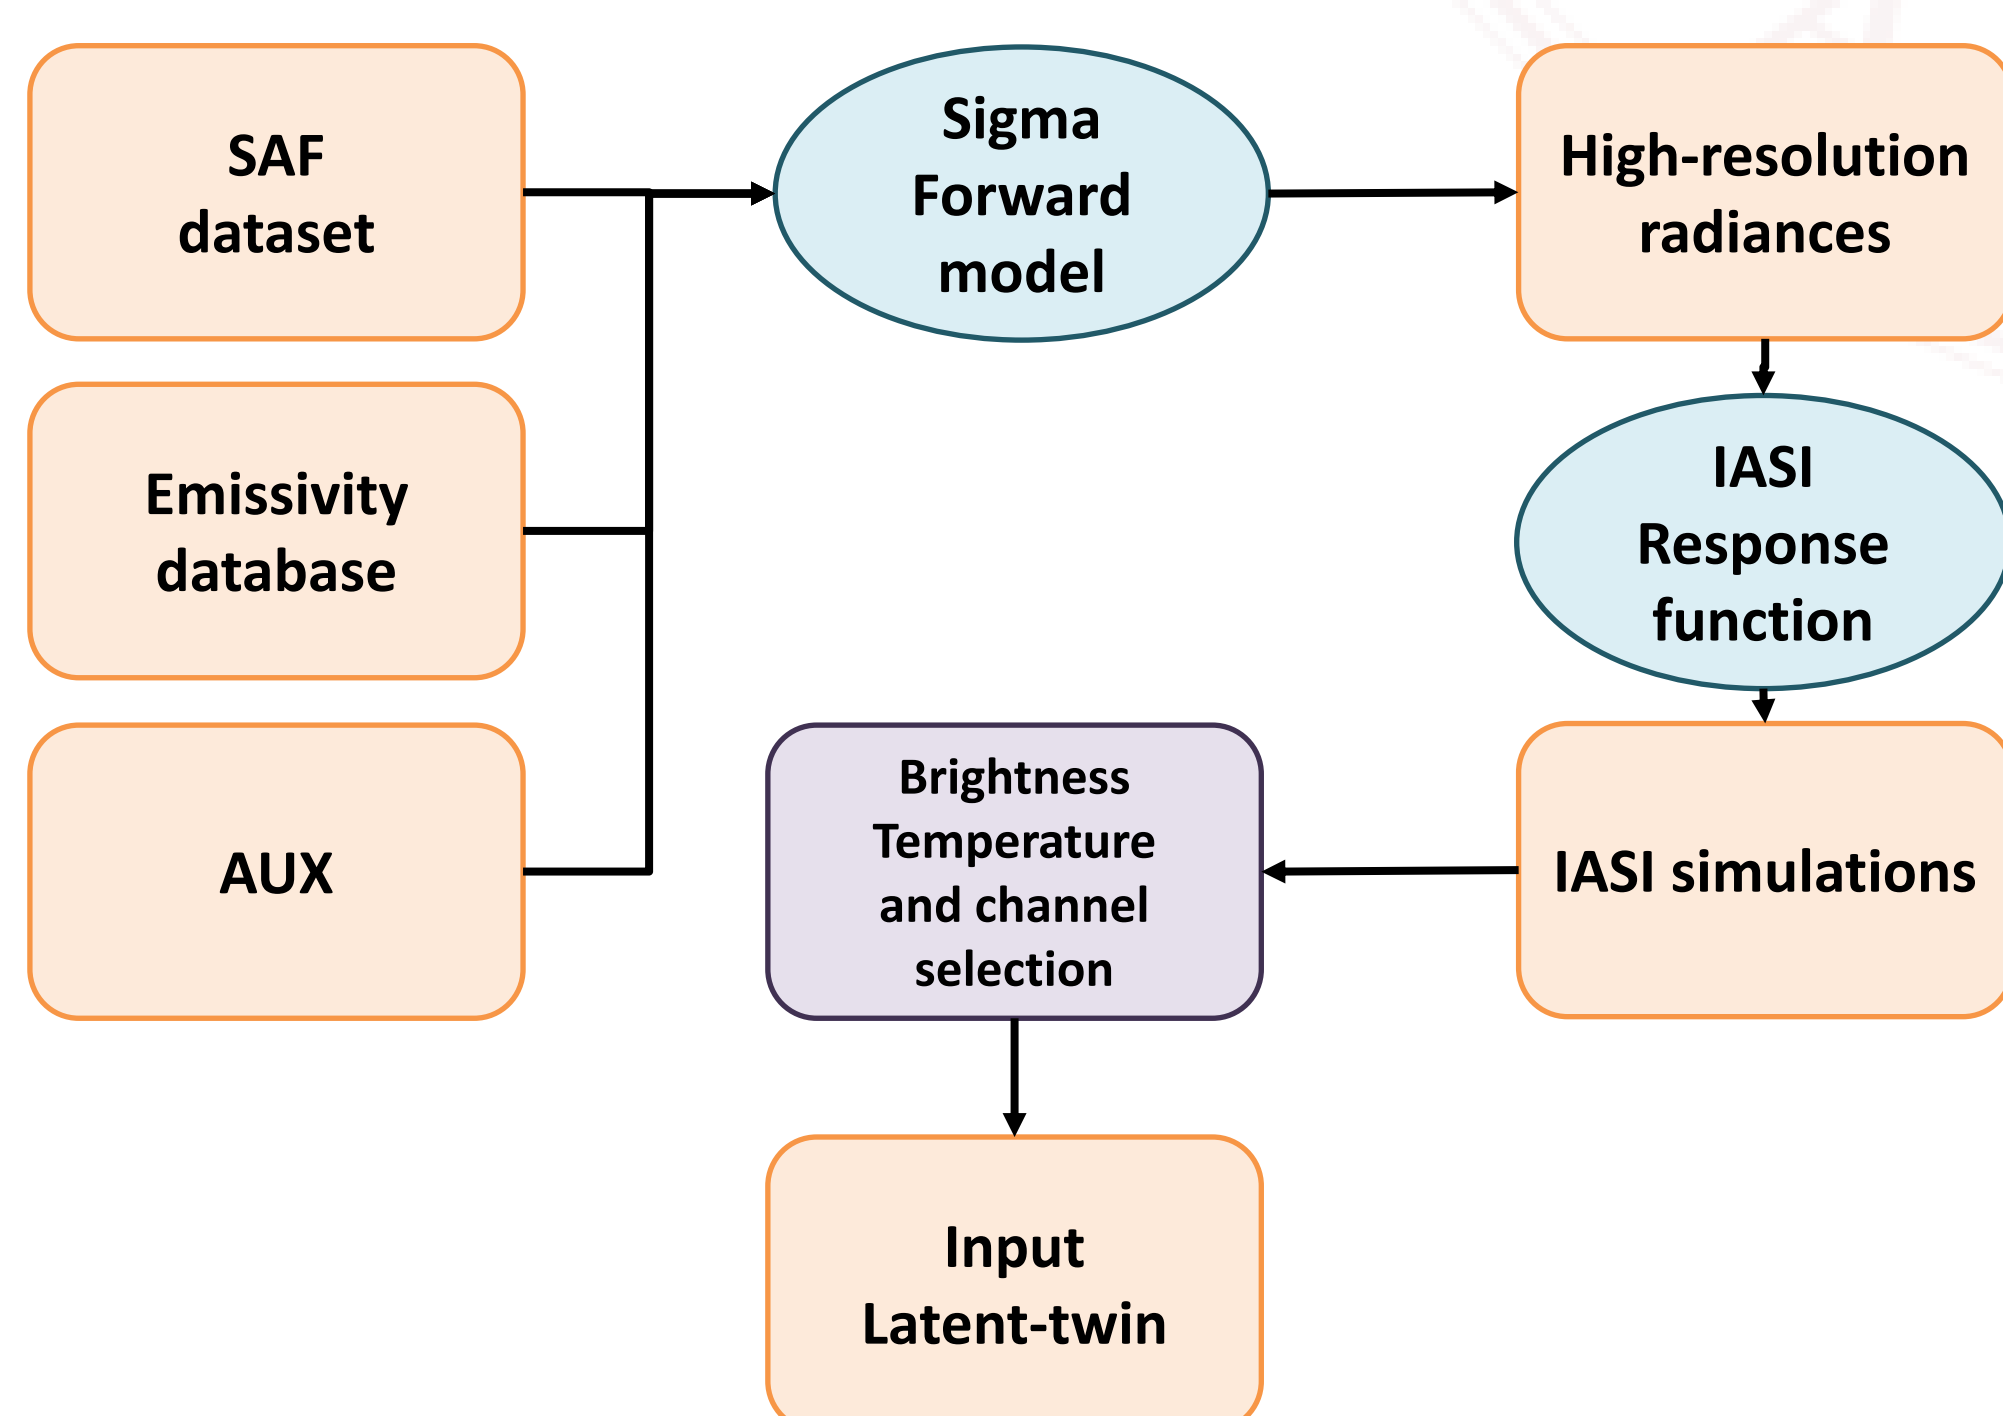 SAF
dataset
Sigma
Forward
model
High-resolution
radiances
Emissivity
database
IASI
Response
function
AUX
Brightness
Temperature
and channel
selection
IASI simulations
Input
Latent-twin